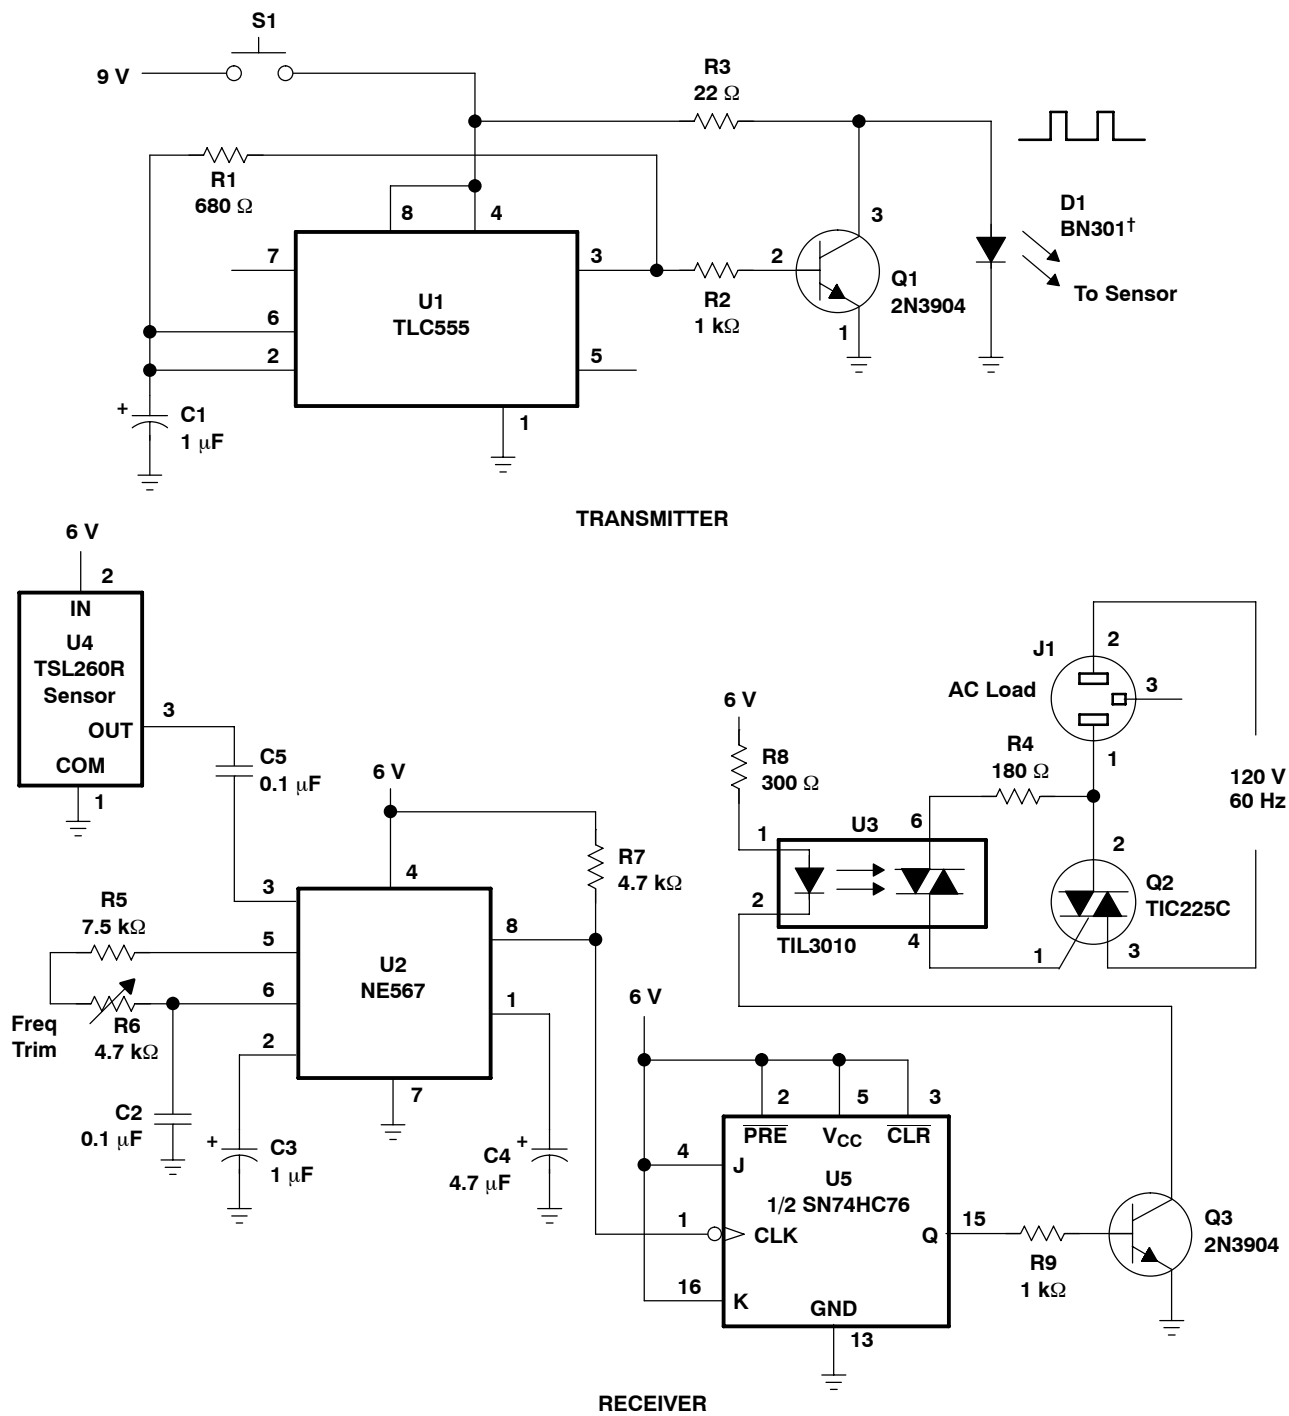 S1
9 V
R3
22 Ω
R1
680 Ω
8
4
3
D1
BN301†
7
3
2
U1
TLC555
R2
1 kΩ
Q1
2N3904
To Sensor
6
2
5
1
+
C1
1 μF
1
TRANSMITTER
6 V
2
IN
U4
TSL260R
Sensor
OUT
3
COM
1
C5
0.1 μF
6 V
4
R7
4.7 kΩ
3
R5
7.5 kΩ
5
8
U2
NE567
6
1
Freq
Trim
R6
4.7 kΩ
2
7
C2
0.1 μF
+
C3
1 μF
+
C4
4.7 μF
J1
2
AC Load
3
6 V
R8
300 Ω
R4
180 Ω
1
120 V
60 Hz
1
U3
6
2
Q2
TIC225C
2
TIL3010
4
1
3
6 V
2
5
3
PRE
VCC
CLR
4
J
U5
1/2 SN74HC76
1
CLK
Q
15
R9
1 kΩ
Q3
2N3904
16
K
GND
13
RECEIVER